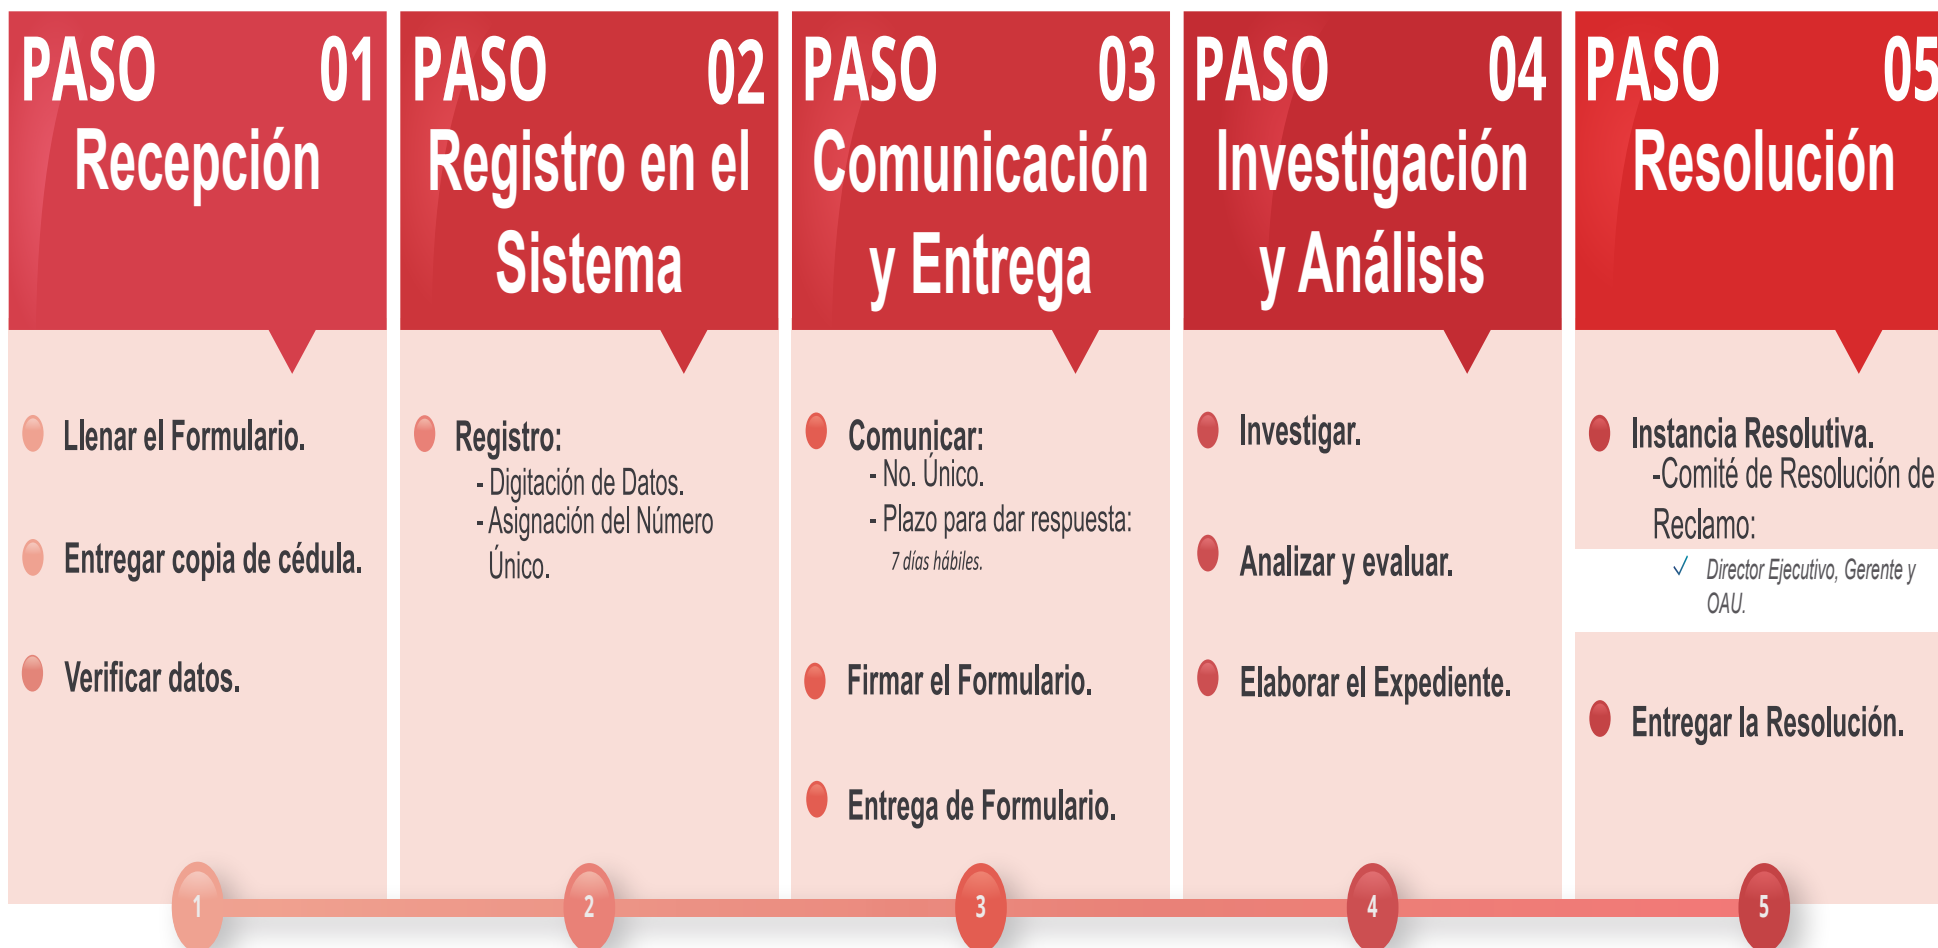 PASO 01
Recepción
Llenar el Formulario.
Entregar copia de cédula.
Verificar datos.
1
PASO 02
Registro en el
Sistema
Registro:
- Digitación de Datos.
- Asignación del Número
Único.
2
PASO 03
Comunicación
y Entrega
Comunicar:
- No. Único.
- Plazo para dar respuesta:
7 días hábiles.
Firmar el Formulario.
Entrega de Formulario.
3
PASO 04
Investigación
y Análisis
Investigar.
Analizar y evaluar.
Elaborar el Expediente.
4
PASO 05
Resolución
Instancia Resolutiva.
-Comité de Resolución de
Reclamo:
✓ Director Ejecutivo, Gerente y
OAU.
Entregar la Resolución.
5